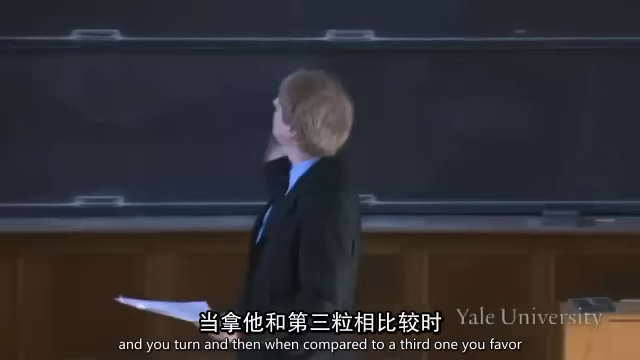 当拿他和第三粒相比较时
Yale University
and you turn and then when compared to a third one you favor